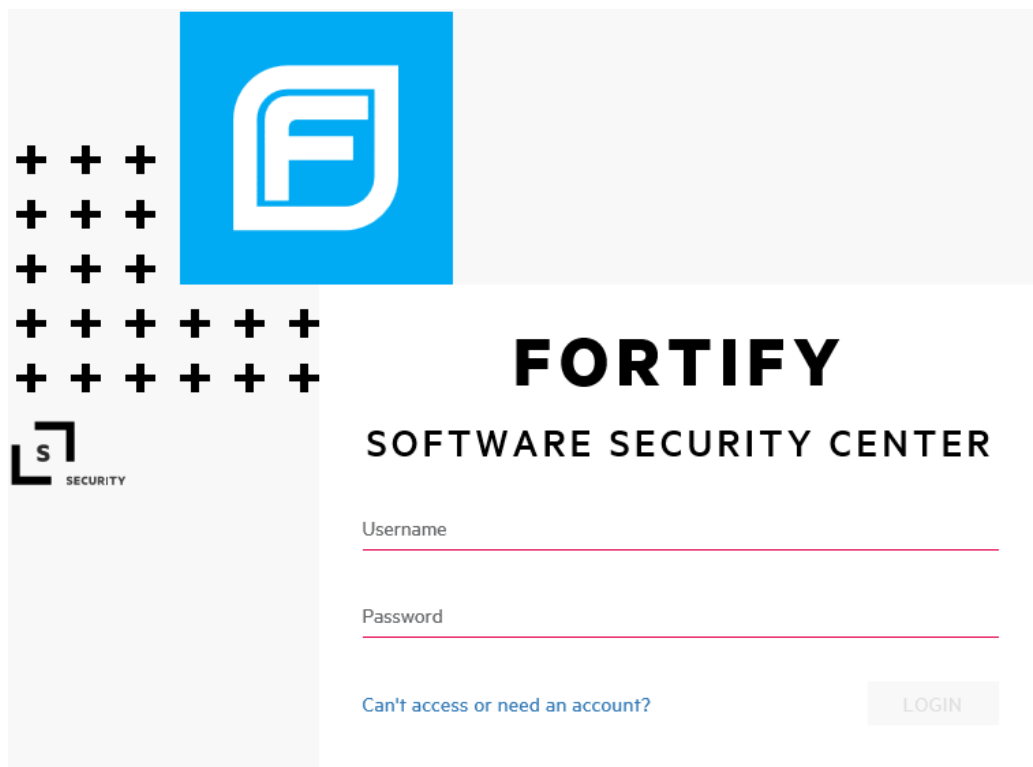 F
FORTIFY
SOFTWARE SECURITY CENTER
S
SECURITY
Username
Password
Can't access or need an account?
LOGIN